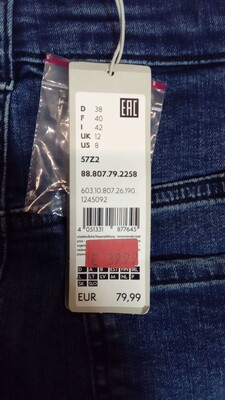 D 38
F 40
I 42
UK 12
US 8
EAC
57Z2
88.807.79.2258
603.10.807.26.190.
1245092
4 051331 877645
EUR 79,99